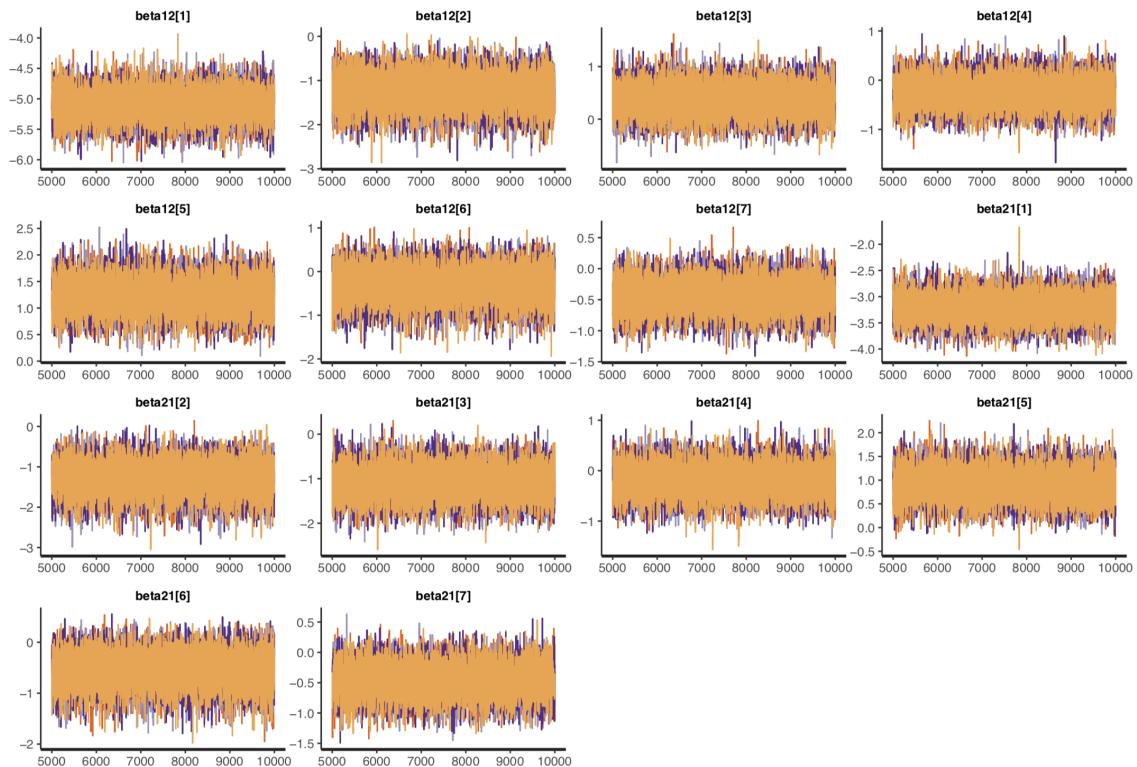 beta12[1] beta12[2] beta12[3] beta12[4]
−4.0 −4.5 −5.0 −5.5 −6.0
0 −1 −2 −3
1 0
1 0 −1
5000 6000 7000 8000 9000 10000 5000 6000 7000 8000 9000 10000 5000 6000 7000 8000 9000 10000 5000 6000 7000 8000 9000 10000
beta12[5] beta12[6] beta12[7] beta21[1]
2.5 2.0 1.5 1.0 0.5 0.0
1 0 −1 −2
0.5 0.0 −0.5 −1.0 −1.5
−2.0 −2.5 −3.0 −3.5 −4.0
5000 6000 7000 8000 9000 10000 5000 6000 7000 8000 9000 10000 5000 6000 7000 8000 9000 10000 5000 6000 7000 8000 9000 10000
beta21[2] beta21[3] beta21[4] beta21[5]
0 −1 −2 −3
0 −1 −2
1 0 −1
2.0 1.5 1.0 0.5 0.0 −0.5
5000 6000 7000 8000 9000 10000 5000 6000 7000 8000 9000 10000 5000 6000 7000 8000 9000 10000 5000 6000 7000 8000 9000 10000
beta21[6] beta21[7]
0 −1 −2
0.5 0.0 −0.5 −1.0 −1.5
5000 6000 7000 8000 9000 10000 5000 6000 7000 8000 9000 10000